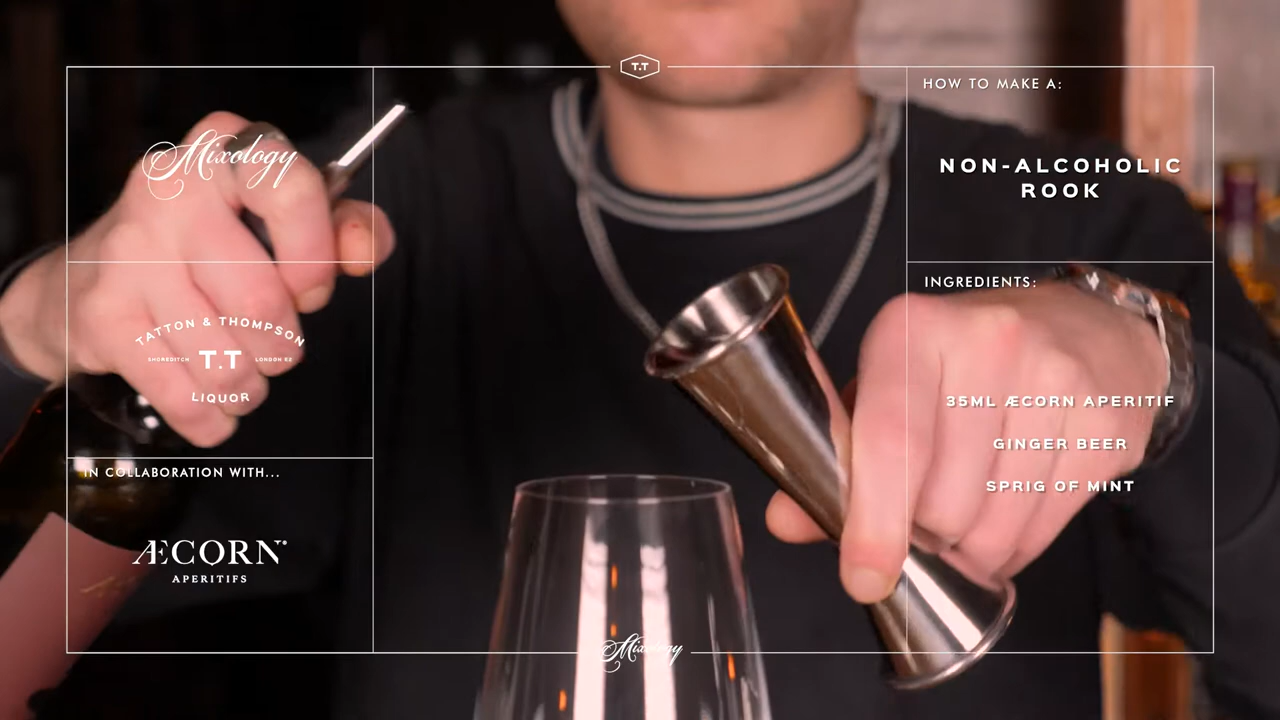 T.T
Mixology
TATTON & THOMPSON
SHOREDITCH T.T LONDON E2
LIQUOR
IN COLLABORATION WITH...
ÆCORN
APERITIFS
HOW TO MAKE A:
NON-ALCOHOLIC
ROOK
INGREDIENTS:
35ML ÆCORN APERITIF
GINGER BEER
SPRIG OF MINT
Mixology